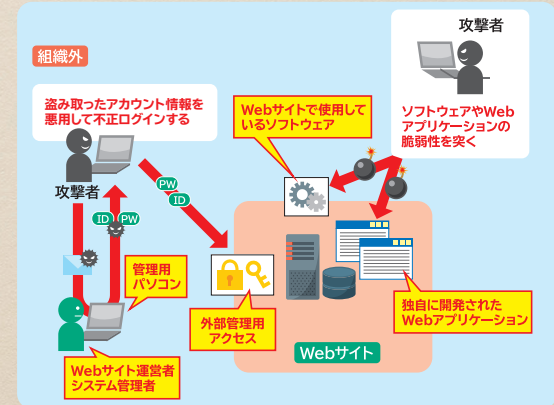 攻撃者
組織外
盗み取ったアカウント情報を
悪用して不正ログインする
Webサイトで使用して
いるソフトウェア
ソフトウェアやWeb
アプリケーションの
脆弱性を突く
攻撃者
PW
ID
ID
PW
管理用
パソコン
外部管理用
アクセス
独自に開発された
Webアプリケーション
Webサイト
Webサイト運営者
システム管理者